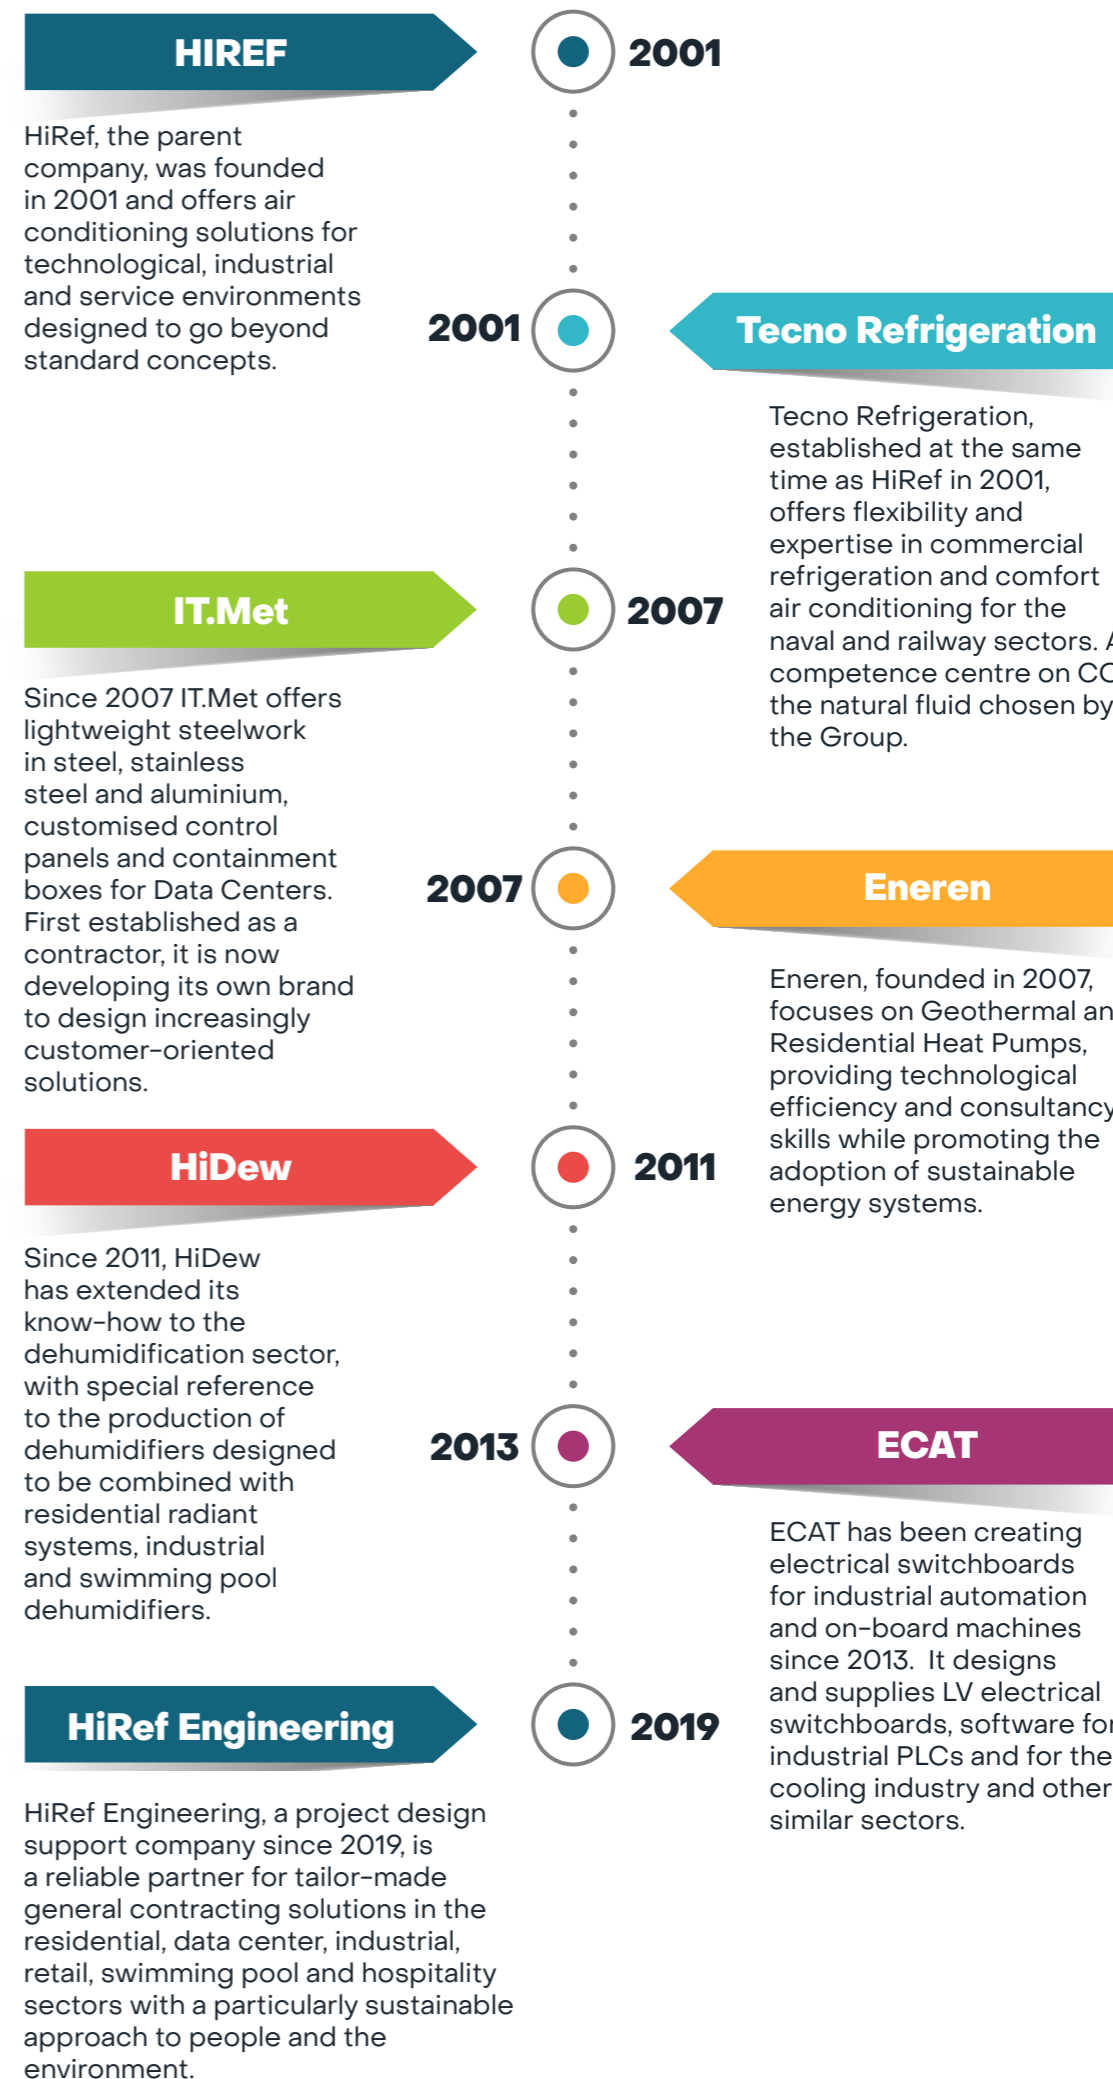 HIREF
2001
HiRef, the parent
company, was founded
in 2001 and offers air
conditioning solutions for
technological, industrial
and service environments
designed to go beyond
standard concepts.
2001
Tecno Refrigeration
Tecno Refrigeration,
established at the same
time as HiRef in 2001,
offers flexibility and
expertise in commercial
refrigeration and comfort
air conditioning for the
naval and railway sectors.
competence centre on
the natural fluid chosen by
the Group.
IT.Met
2007
Since 2007 IT.Met offers
lightweight steelwork
in steel, stainless
steel and aluminium,
customised control
panels and containment
boxes for Data Centers.
First established as a
contractor, it is now
developing its own brand
to design increasingly
customer-oriented
solutions.
2007
Eneren
Eneren, founded in 2007,
focuses on Geothermal
Residential Heat Pumps,
providing technological
efficiency and consultancy
skills while promoting the
adoption of sustainable
energy systems.
HiDew
2011
Since 2011, HiDew
has extended its
know-how to the
dehumidification sector,
with special reference
to the production of
dehumidifiers designed
to be combined with
residential radiant
systems, industrial
and swimming pool
dehumidifiers.
2013
ECAT
ECAT has been creating
electrical switchboards
for industrial automation
and on-board machines
since 2013. It designs
and supplies LV electrical
switchboards, software for
industrial PLCs and for the
cooling industry and other
similar sectors.
HiRef Engineering
2019
HiRef Engineering, a project design
support company since 2019, is
a reliable partner for tailor-made
general contracting solutions in the
residential, data center, industrial,
retail, swimming pool and hospitality
sectors with a particularly sustainable
approach to people and the
environment.